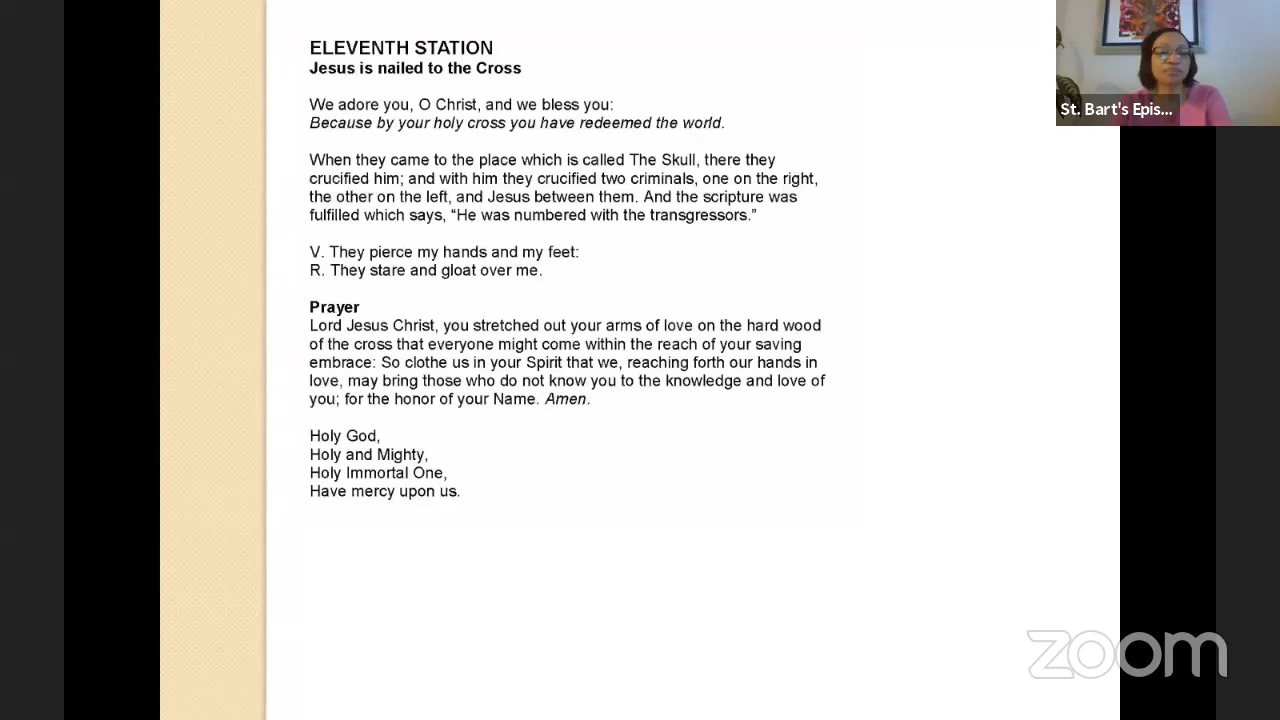 ELEVENTH STATION
Jesus is nailed to the Cross
We adore you, O Christ, and we bless you:
Because by your holy cross you have redeemed the world.
When they came to the place which is called The Skull, there they
crucified him; and with him they crucified two criminals, one on the right,
the other on the left, and Jesus between them. And the scripture was
fulfilled which says, “He was numbered with the transgressors.”
V. They pierce my hands and my feet:
R. They stare and gloat over me.
Prayer
Lord Jesus Christ, you stretched out your arms of love on the hard wood
of the cross that everyone might come within the reach of your saving
embrace: So clothe us in your Spirit that we, reaching forth our hands in
love, may bring those who do not know you to the knowledge and love of
you; for the honor of your Name. Amen.
Holy God,
Holy and Mighty,
Holy Immortal One,
Have mercy upon us.
St. Bart's Epis...
zoom